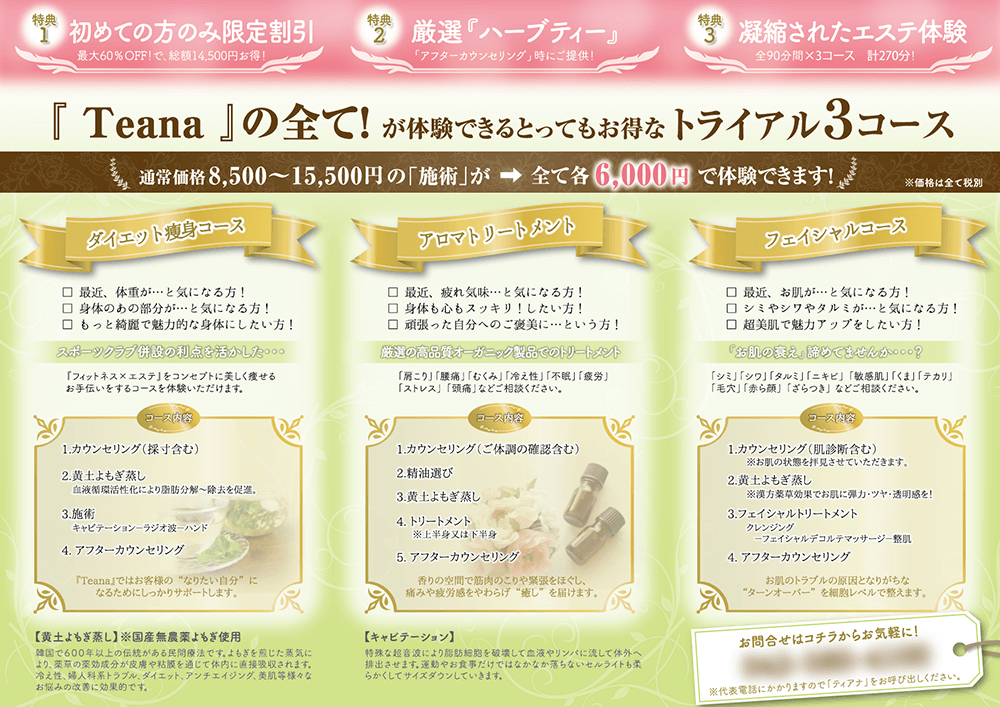 特典1 初めての方のみ限定割引
最大60%OFF!で、総額14,500円お得!
特典2 厳選『ハーブティー』
「アフターカウンセリング」時にご提供!
特典3 凝縮されたエステ体験
全90分間×3コース 計270分!
『 Teana 』の全て!が体験できるとってもお得なトライアル3コース
通常価格8,500〜15,500円の「施術」が ➡ 全て各6,000円で体験できます!
※価格は全て税別
ダイエット痩身コース
□ 最近、体重が…と気になる方!
□ 身体のあの部分が…と気になる方!
□ もっと綺麗で魅力的な身体にしたい方!
スポーツクラブ併設の利点を活かした・・・
『フィットネス×エステ』をコンセプトに美しく痩せる
お手伝いをするコースを体験いただけます。
コース内容
1.カウンセリング(採寸含む)
2.黄土よもぎ蒸し
血液循環活性化により脂肪分解〜除去を促進。
3.施術
キャビテーション−ラジオ波−ハンド
4. アフターカウンセリング
『Teana』ではお客様の“なりたい自分”に
なるためにしっかりサポートします。
アロマトリートメント
□ 最近、疲れ気味…と気になる方!
□ 身体も心もスッキリ!したい方!
□ 頑張った自分へのご褒美に…という方!
厳選の高品質オーガニック製品でのトリートメント
「肩こり」「腰痛」「むくみ」「冷え性」「不眠」「疲労」
「ストレス」「頭痛」などご相談ください。
コース内容
1.カウンセリング(ご体調の確認含む)
2.精油選び
3.黄土よもぎ蒸し
4. トリートメント
※上半身又は下半身
5. アフターカウンセリング
香りの空間で筋肉のこりや緊張をほぐし、
痛みや疲労感をやわらげ“癒し”を届けます。
フェイシャルコース
□ 最近、お肌が…と気になる方!
□ シミやシワやタルミが…と気になる方!
□ 超美肌で魅力アップをしたい方!
『お肌の衰え』諦めてませんか・・・?
「シミ」「シワ」「タルミ」「ニキビ」「敏感肌」「くま」「テカリ」
「毛穴」「赤ら顔」「ざらつき」などご相談ください。
コース内容
1.カウンセリング(肌診断含む)
※お肌の状態を拝見させていただきます。
2.黄土よもぎ蒸し
※漢方薬草効果でお肌に弾力・ツヤ・透明感を!
3.フェイシャルトリートメント
クレンジング
−フェイシャルデコルテマッサージ−整肌
4. アフターカウンセリング
お肌のトラブルの原因となりがちな
“ターンオーバー”を細胞レベルで整えます。
【黄土よもぎ蒸し】※国産無農薬よもぎ使用
韓国で600年以上の伝統がある民間療法です。よもぎを煎じた蒸気に
より、薬草の薬効成分が皮膚や粘膜を通じて体内に直接吸収されます。
冷え性、婦人科系トラブル、ダイエット、アンチエイジング、美肌等様々な
お悩みの改善に効果的です。
【キャビテーション】
特殊な超音波により脂肪細胞を破壊して血液やリンパに流して体外へ
排出させます。運動やお食事だけではなかなか落ちないセルライトも柔
らかくしてサイズダウンしていきます。
お問合せはコチラからお気軽に!
※代表電話にかかりますので「ティアナ」をお呼び出しください。